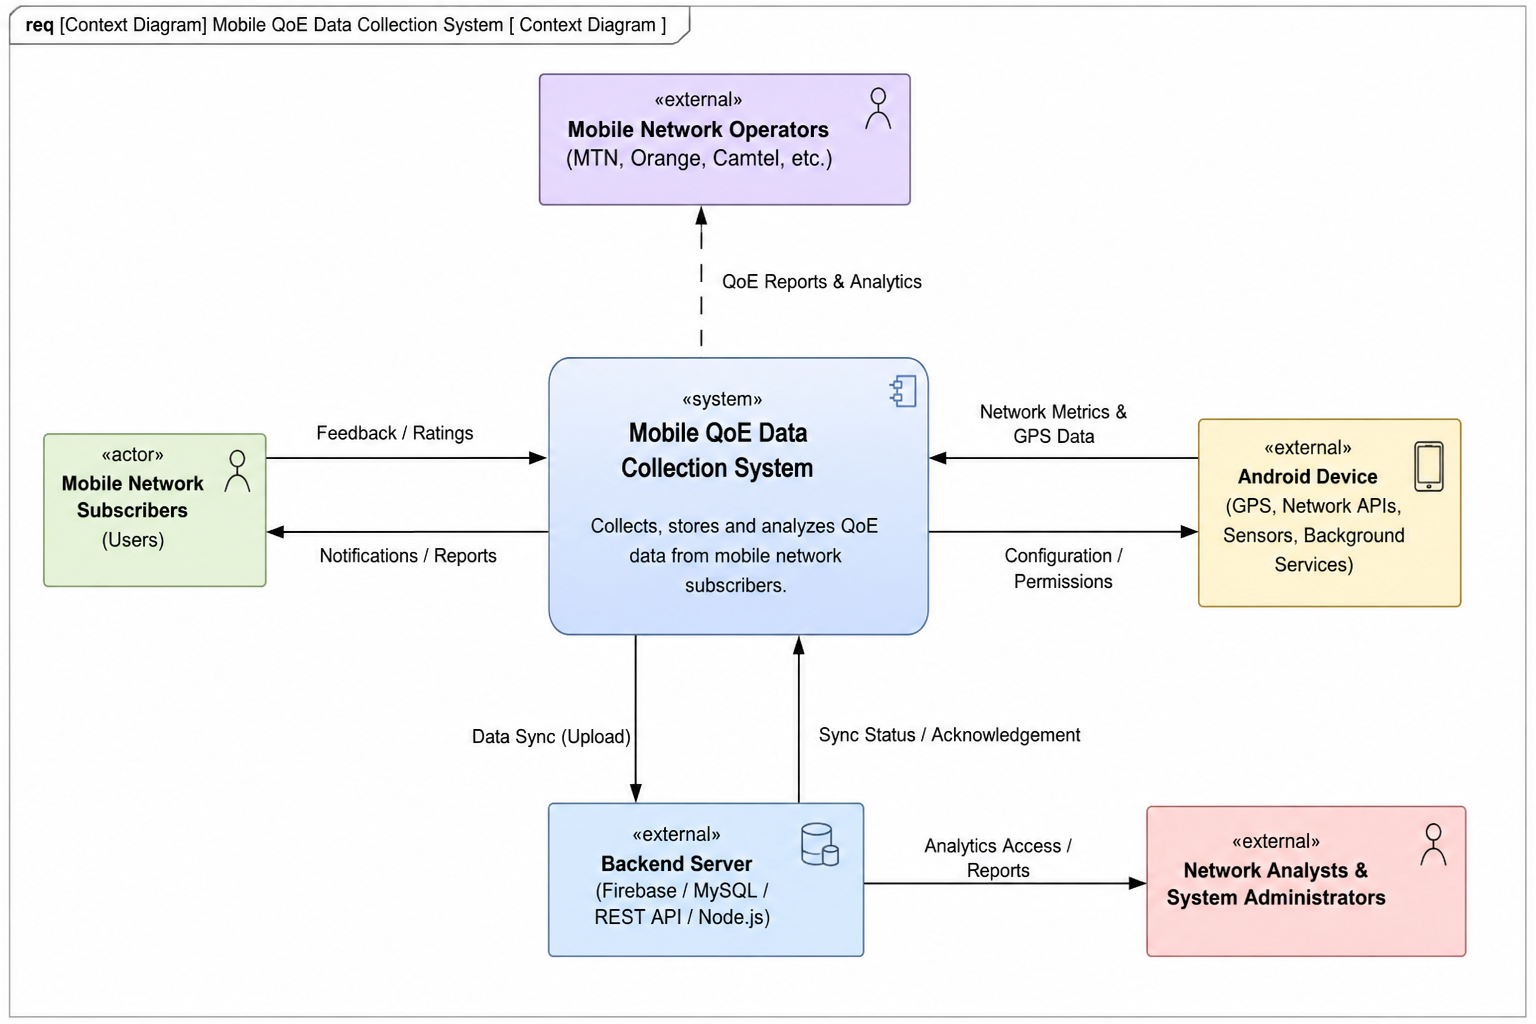 req [Context Diagram] Mobile QoE Data Collection System [ Context Diagram ]
«external»
Mobile Network Operators
(MTN, Orange, Camtel, etc.)
QoE Reports & Analytics
«system»
Mobile QoE Data
Collection System
Collects, stores and analyzes QoE
data from mobile network
subscribers.
«actor»
Mobile Network
Subscribers
(Users)
Feedback / Ratings
Notifications / Reports
Network Metrics &
GPS Data
Configuration /
Permissions
«external»
Android Device
(GPS, Network APIs,
Sensors, Background
Services)
Data Sync (Upload)
Sync Status / Acknowledgement
«external»
Backend Server
(Firebase / MySQL /
REST API / Node.js)
Analytics Access /
Reports
«external»
Network Analysts &
System Administrators